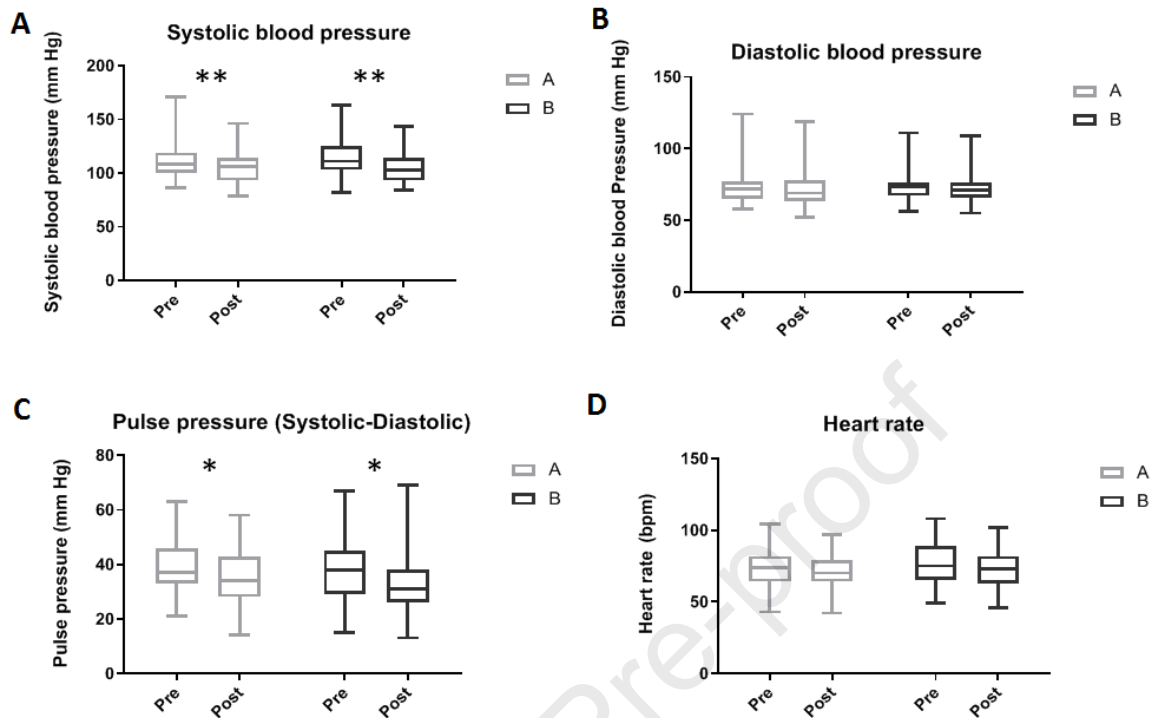 A
Systolic blood pressure
Systolic blood pressure (mm Hg)
200
150
100
50
0
**
**
Pre
Post
Pre
Post
A
B
B
Diastolic blood pressure
Diastolic blood Pressure (mm Hg)
150
100
50
0
Pre
Post
Pre
Post
A
B
C
Pulse pressure (Systolic-Diastolic)
Pulse pressure (mm Hg)
80
60
40
20
0
*
*
Pre
Post
Pre
Post
A
B
D
Heart rate
Heart rate (bpm)
150
100
50
0
Pre
Post
Pre
Post
A
B
Pre-proof